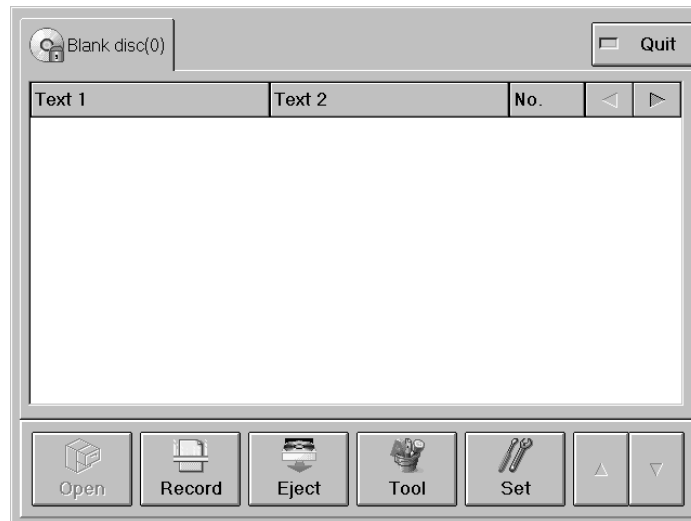 Blank disc(0)
Quit
Text 1 Text 2 No.
Open Record Eject Tool Set